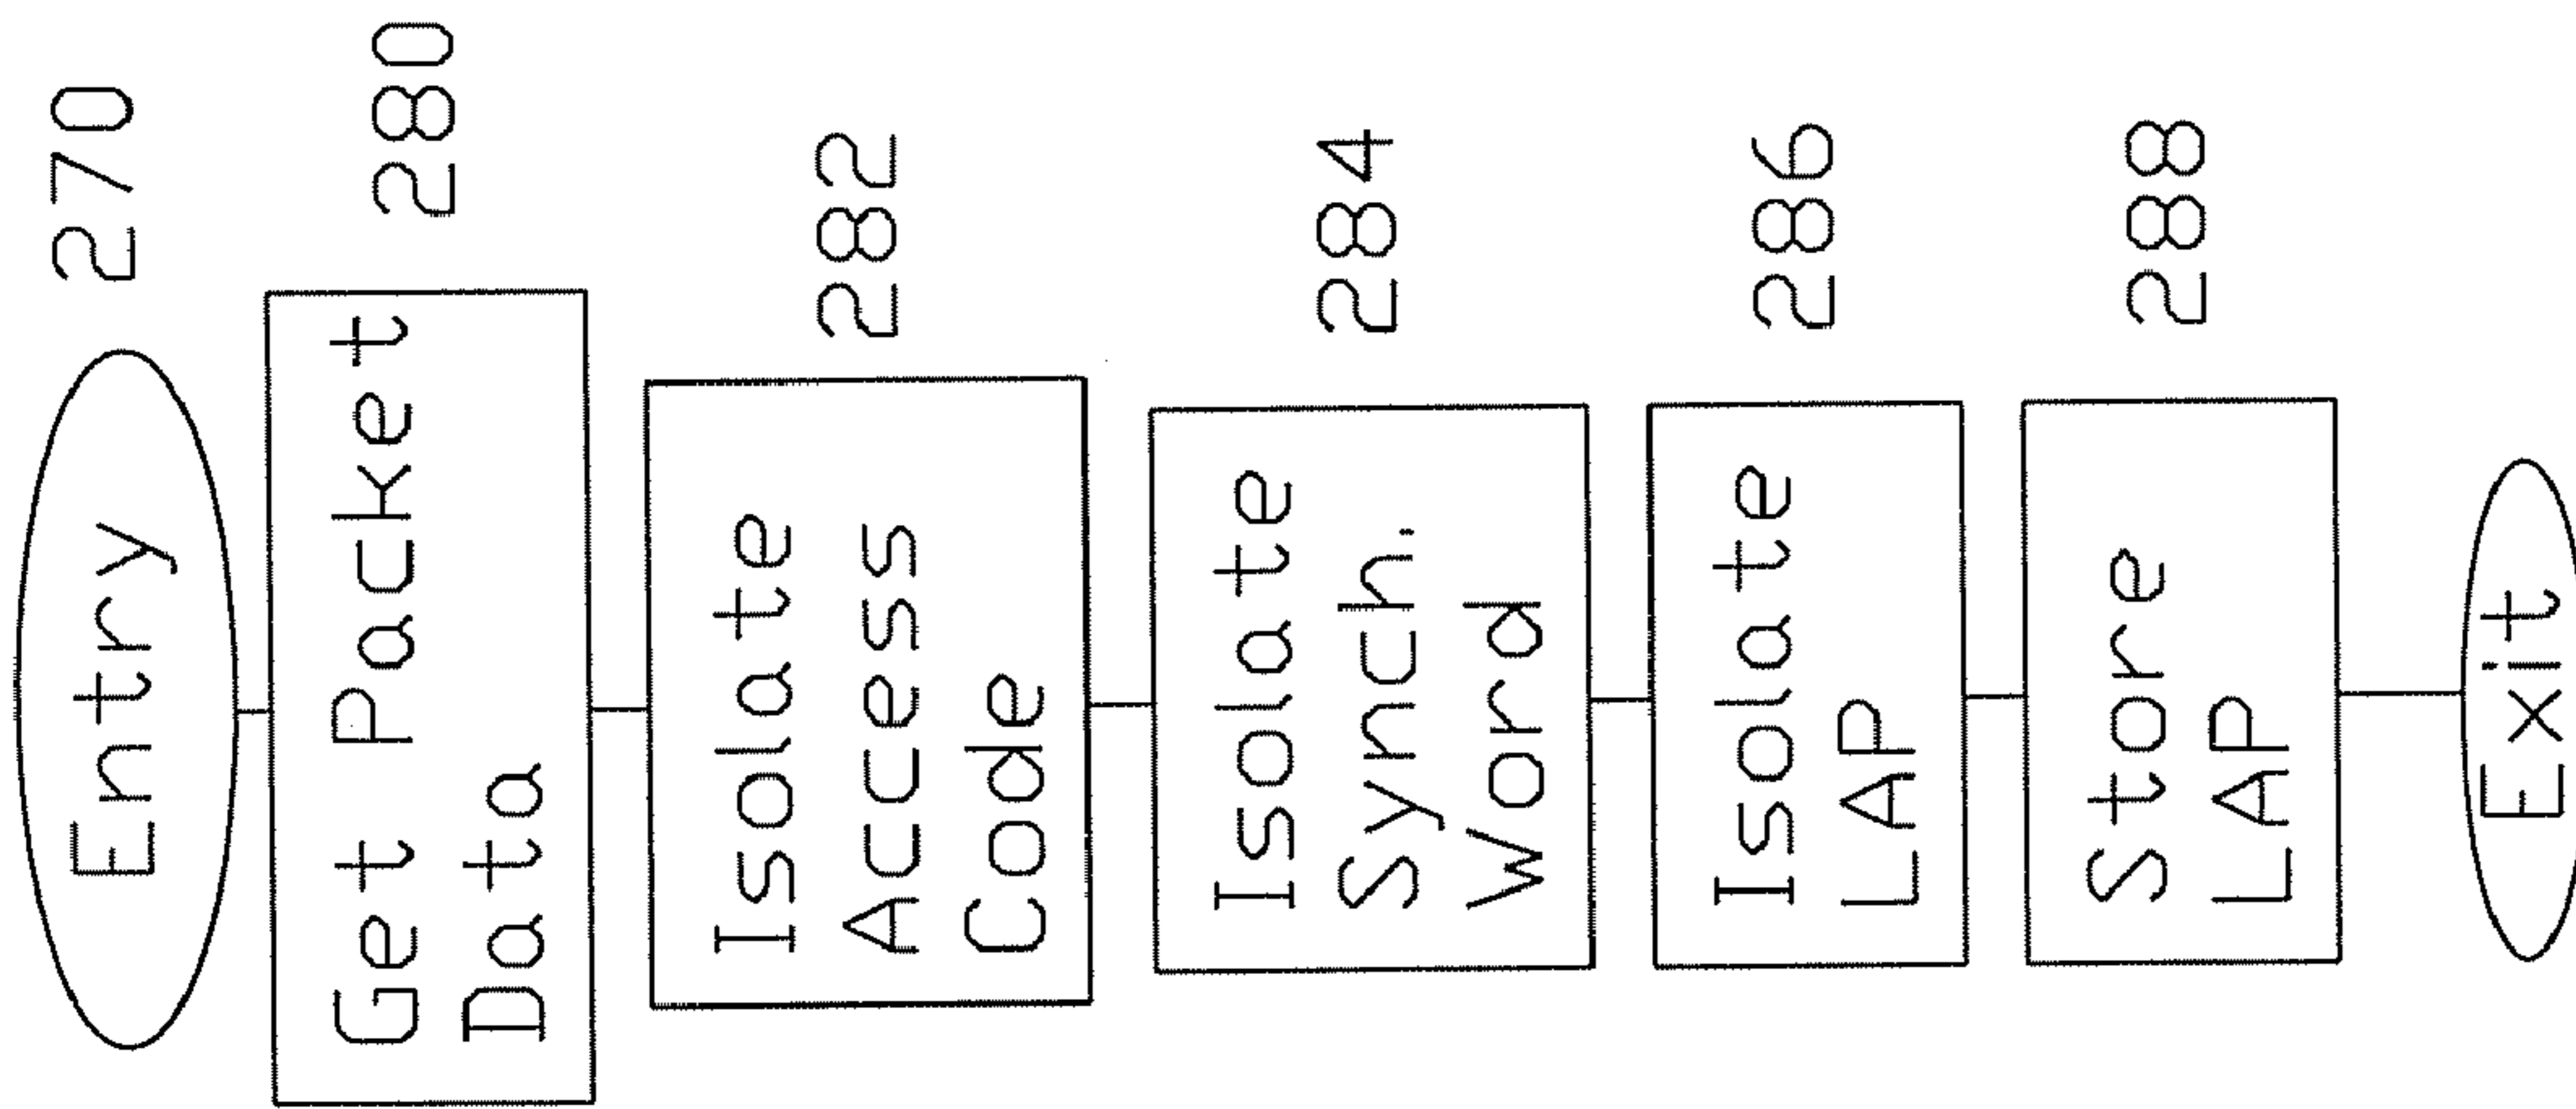 Entry
270
Get Packet
Data
280
Isolate
Access
Code
282
Isolate
Synch.
Word
284
Isolate
LAP
286
Store
LAP
288
Exit